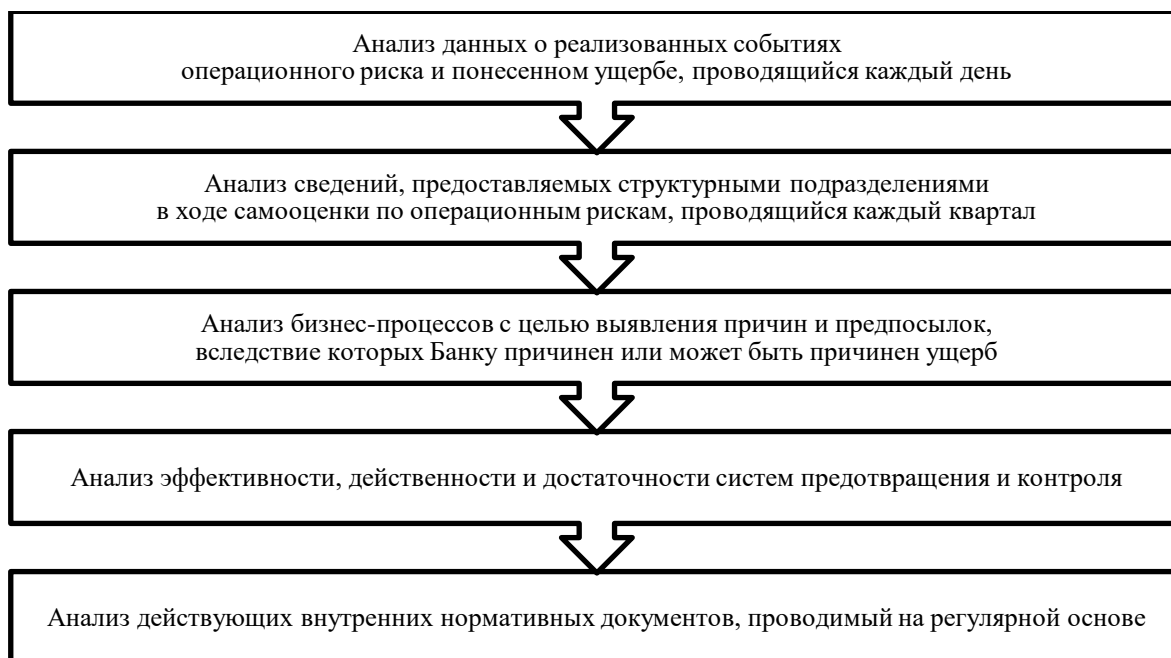 Анализ данных о реализованных событиях
операционного риска и понесенном ущербе, проводящийся каждый день
Анализ сведений, предоставляемых структурными подразделениями
в ходе самооценки по операционным рискам, проводящийся каждый квартал
Анализ бизнес-процессов с целью выявления причин и предпосылок,
вследствие которых Банку причинен или может быть причинен ущерб
Анализ эффективности, действенности и достаточности систем предотвращения и контроля
Анализ действующих внутренних нормативных документов, проводимый на регулярной основе